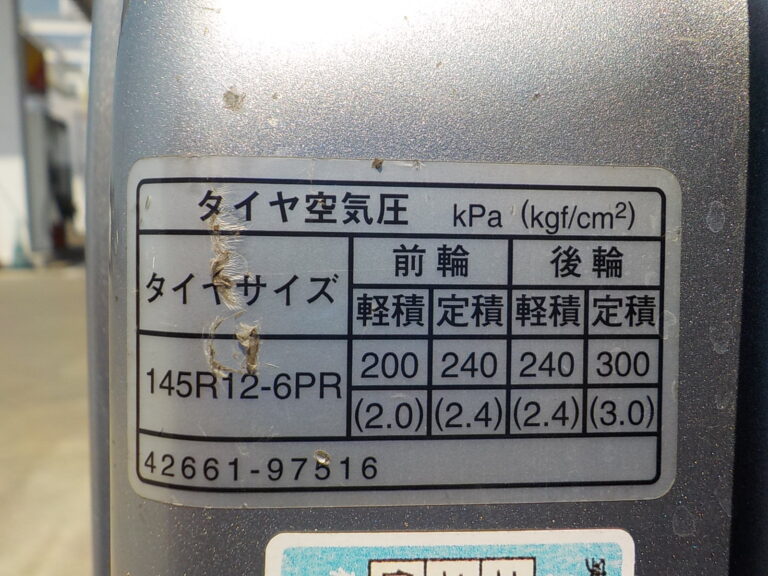 タイヤ空気圧 kPa (kgf/cm²)
タイヤサイズ 前輪 後輪
軽積 定積 軽積 定積
145R12-6PR 200 240 240 300
(2.0) (2.4) (2.4) (3.0)
42661-97516